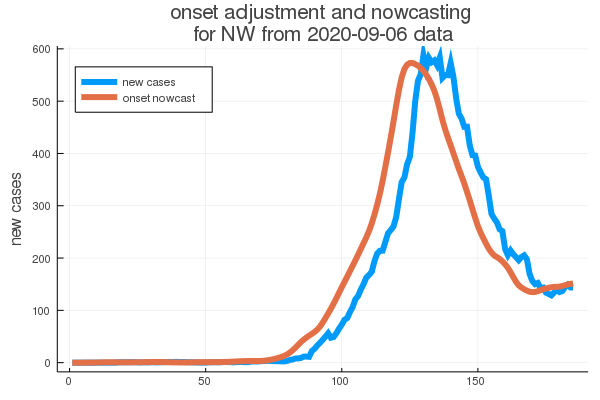 onset adjustment and nowcasting
for NW from 2020-09-06 data
new cases
onset nowcast
new cases
600
500
400
300
200
100
0
0
50
100
150